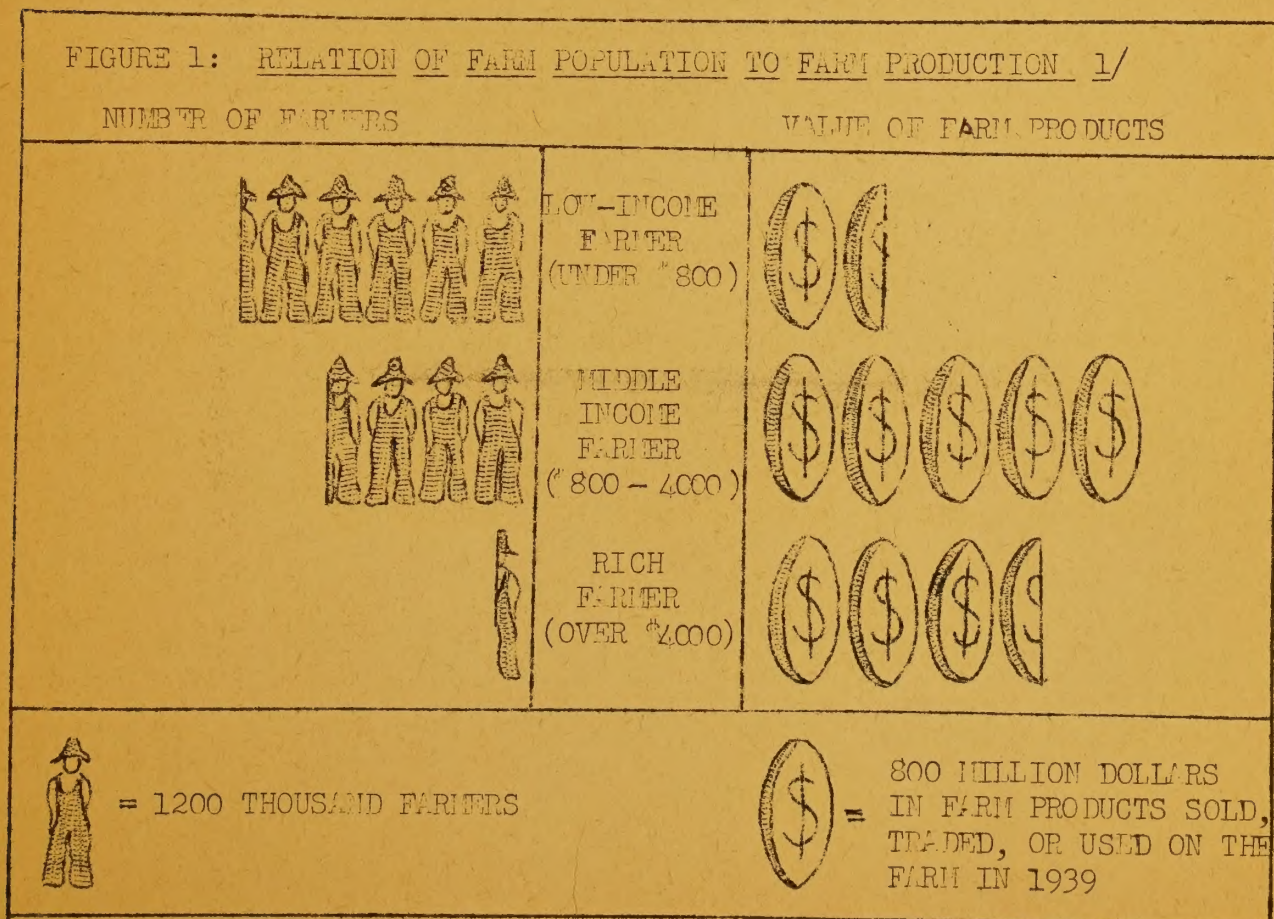 FIGURE 1: RELATION OF FARM POPULATION TO FARM PRODUCTION 1/
NUMBER OF FARMERS
VALUE OF FARM PRODUCTS
LOW-INCOME
FARMER
(UNDER $800)
$ $
MIDDLE
INCOME
FARMER
($800 - 4000)
$ $ $ $ $
RICH
FARMER
(OVER $4000)
$ $ $ $
= 1200 THOUSAND FARMERS
$ =
800 MILLION DOLLARS
IN FARM PRODUCTS SOLD,
TRADED, OR USED ON THE
FARM IN 1939